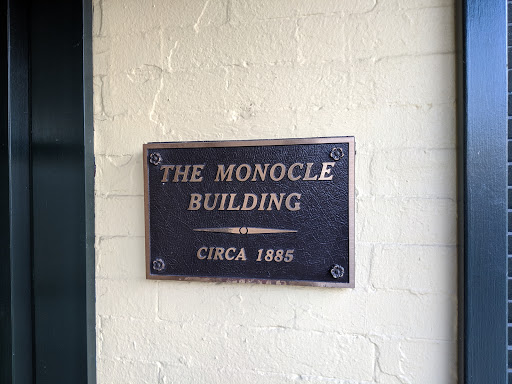 THE MONOCLE
BUILDING
CIRCA 1885